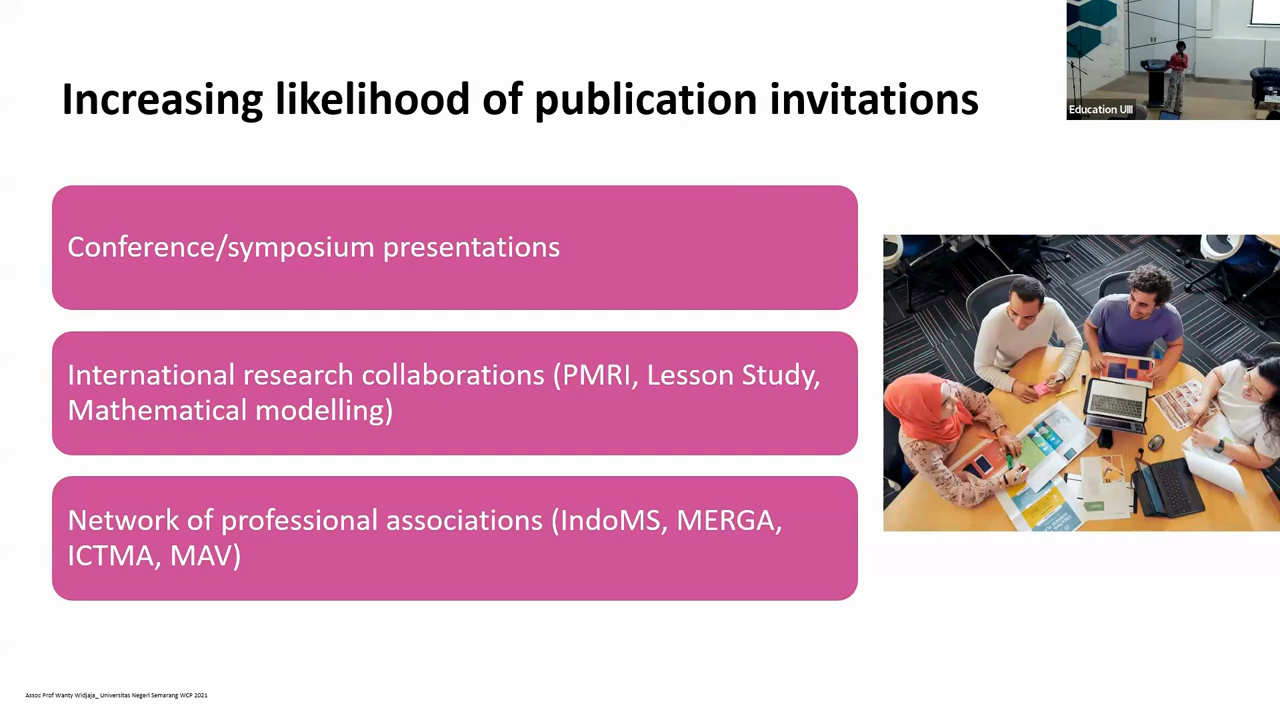 Increasing likelihood of publication invitations
Education UIII
Conference/symposium presentations
International research collaborations (PMRI, Lesson Study,
Mathematical modelling)
Network of professional associations (IndoMS, MERGA,
ICTMA, MAV)
Assoc Prof Wanty Widjaja_ Universitas Negeri Semarang WCP 2021